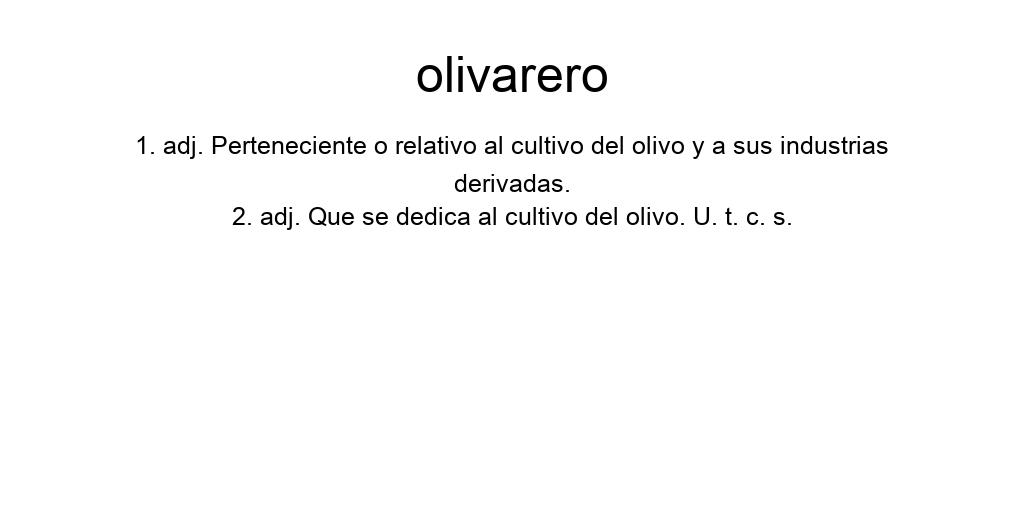 olivarero
1. adj. Perteneciente o relativo al cultivo del olivo y a sus industrias
derivadas.
2. adj. Que se dedica al cultivo del olivo. U. t. c. s.